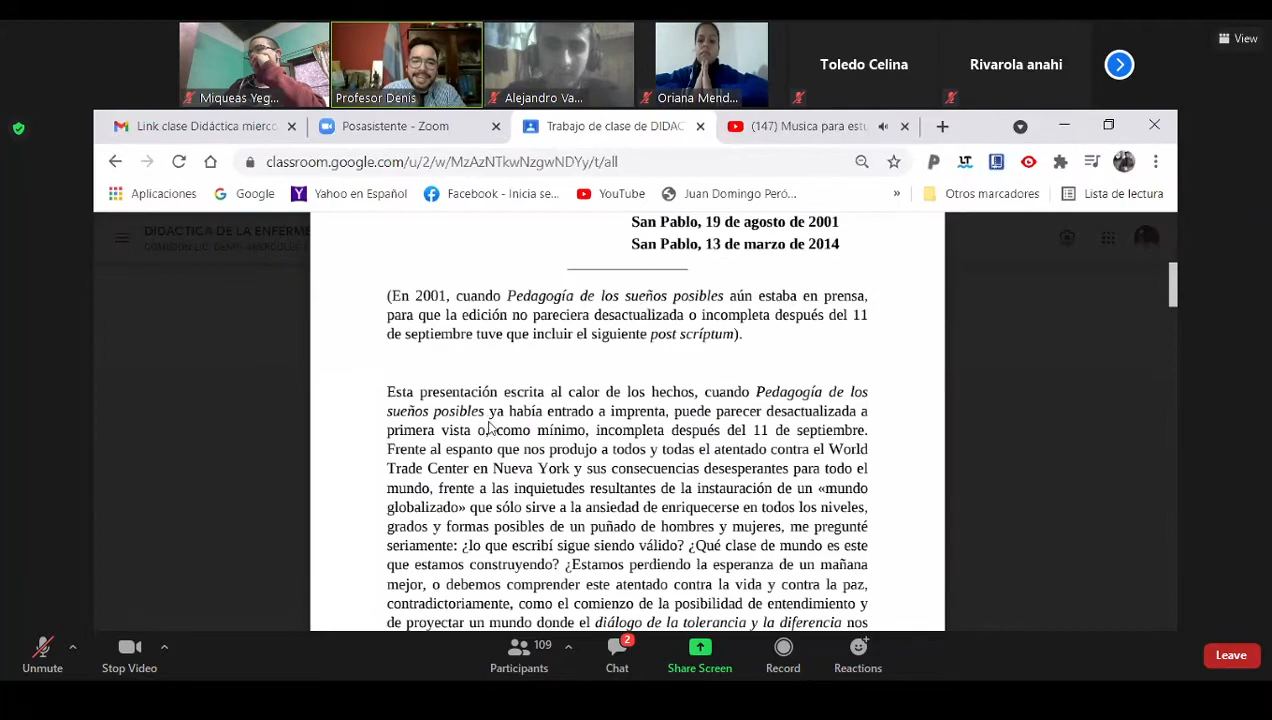 View
Toledo Celina
Rivarola anahi
Miqueas Yeg...
Profesor Denis
Alejandro Va...
Oriana Mend...
Link clase Didáctica mierco
Posasistente - Zoom
Trabajo de clase de DIDAC
(147) Musica para estu
classroom.google.com/u/2/w/MzAzNTkwNzgwNDYy/t/all
Aplicaciones
Google
Yahoo en Español
Facebook - Inicia se...
YouTube
Juan Domingo Peró...
»
Otros marcadores
Lista de lectura
DIDACTICA DE LA ENFERME
San Pablo, 19 de agosto de 2001
San Pablo, 13 de marzo de 2014
(En 2001, cuando Pedagogía de los sueños posibles aún estaba en prensa,
para que la edición no pareciera desactualizada o incompleta después del 11
de septiembre tuve que incluir el siguiente post scríptum).
Esta presentación escrita al calor de los hechos, cuando Pedagogía de los
sueños posibles ya había entrado a imprenta, puede parecer desactualizada a
primera vista o, como mínimo, incompleta después del 11 de septiembre.
Frente al espanto que nos produjo a todos y todas el atentado contra el World
Trade Center en Nueva York y sus consecuencias desesperantes para todo el
mundo, frente a las inquietudes resultantes de la instauración de un «mundo
globalizado» que sólo sirve a la ansiedad de enriquecerse en todos los niveles,
grados y formas posibles de un puñado de hombres y mujeres, me pregunté
seriamente: ¿lo que escribí sigue siendo válido? ¿Qué clase de mundo es este
que estamos construyendo? ¿Estamos perdiendo la esperanza de un mañana
mejor, o debemos comprender este atentado contra la vida y contra la paz,
contradictoriamente, como el comienzo de la posibilidad de entendimiento y
de proyectar un mundo donde el diálogo de la tolerancia y la diferencia nos
Unmute
Stop Video
109
Participants
2
Chat
Share Screen
Record
Reactions
Leave